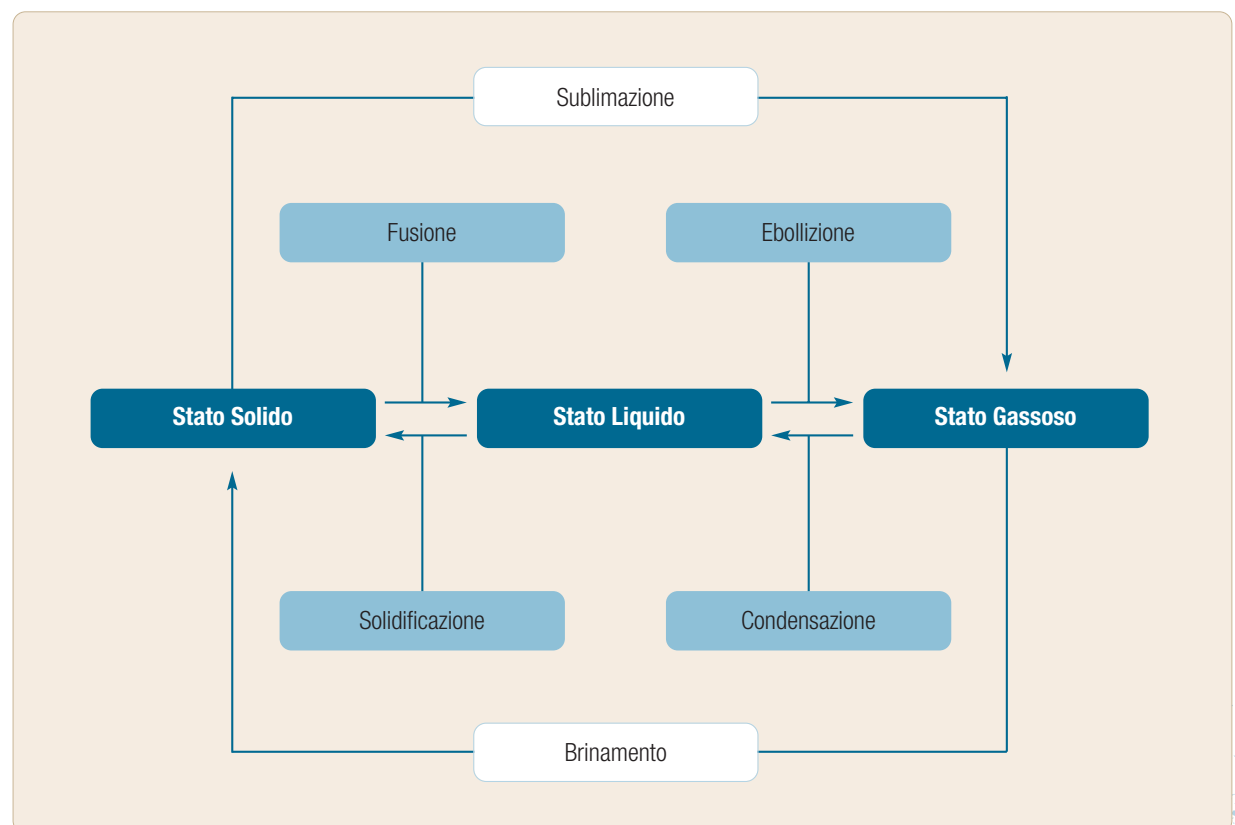 Sublimazione
Fusione
Ebollizione
Stato Solido
Stato Liquido
Stato Gassoso
Solidificazione
Condensazione
Brinamento